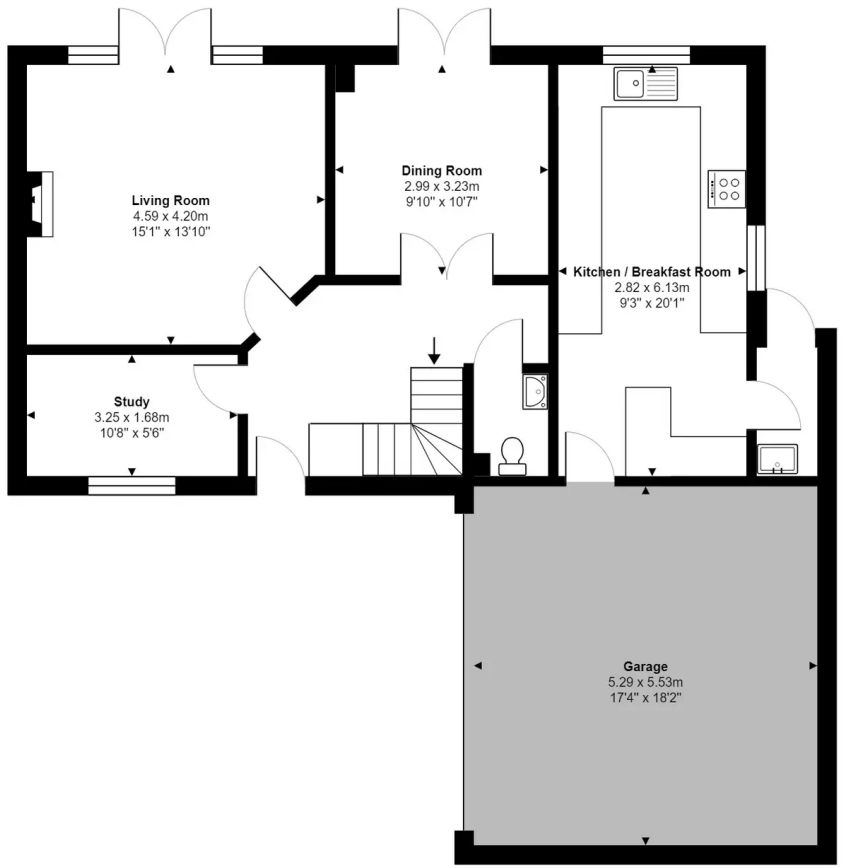 Living Room
4.59 x 4.20m
15'1" x 13'10"
Dining Room
2.99 x 3.23m
9'10" x 10'7"
Kitchen / Breakfast Room
2.82 x 6.13m
9'3" x 20'1"
Study
3.25 x 1.68m
10'8" x 5'6"
Garage
5.29 x 5.53m
17'4" x 18'2"